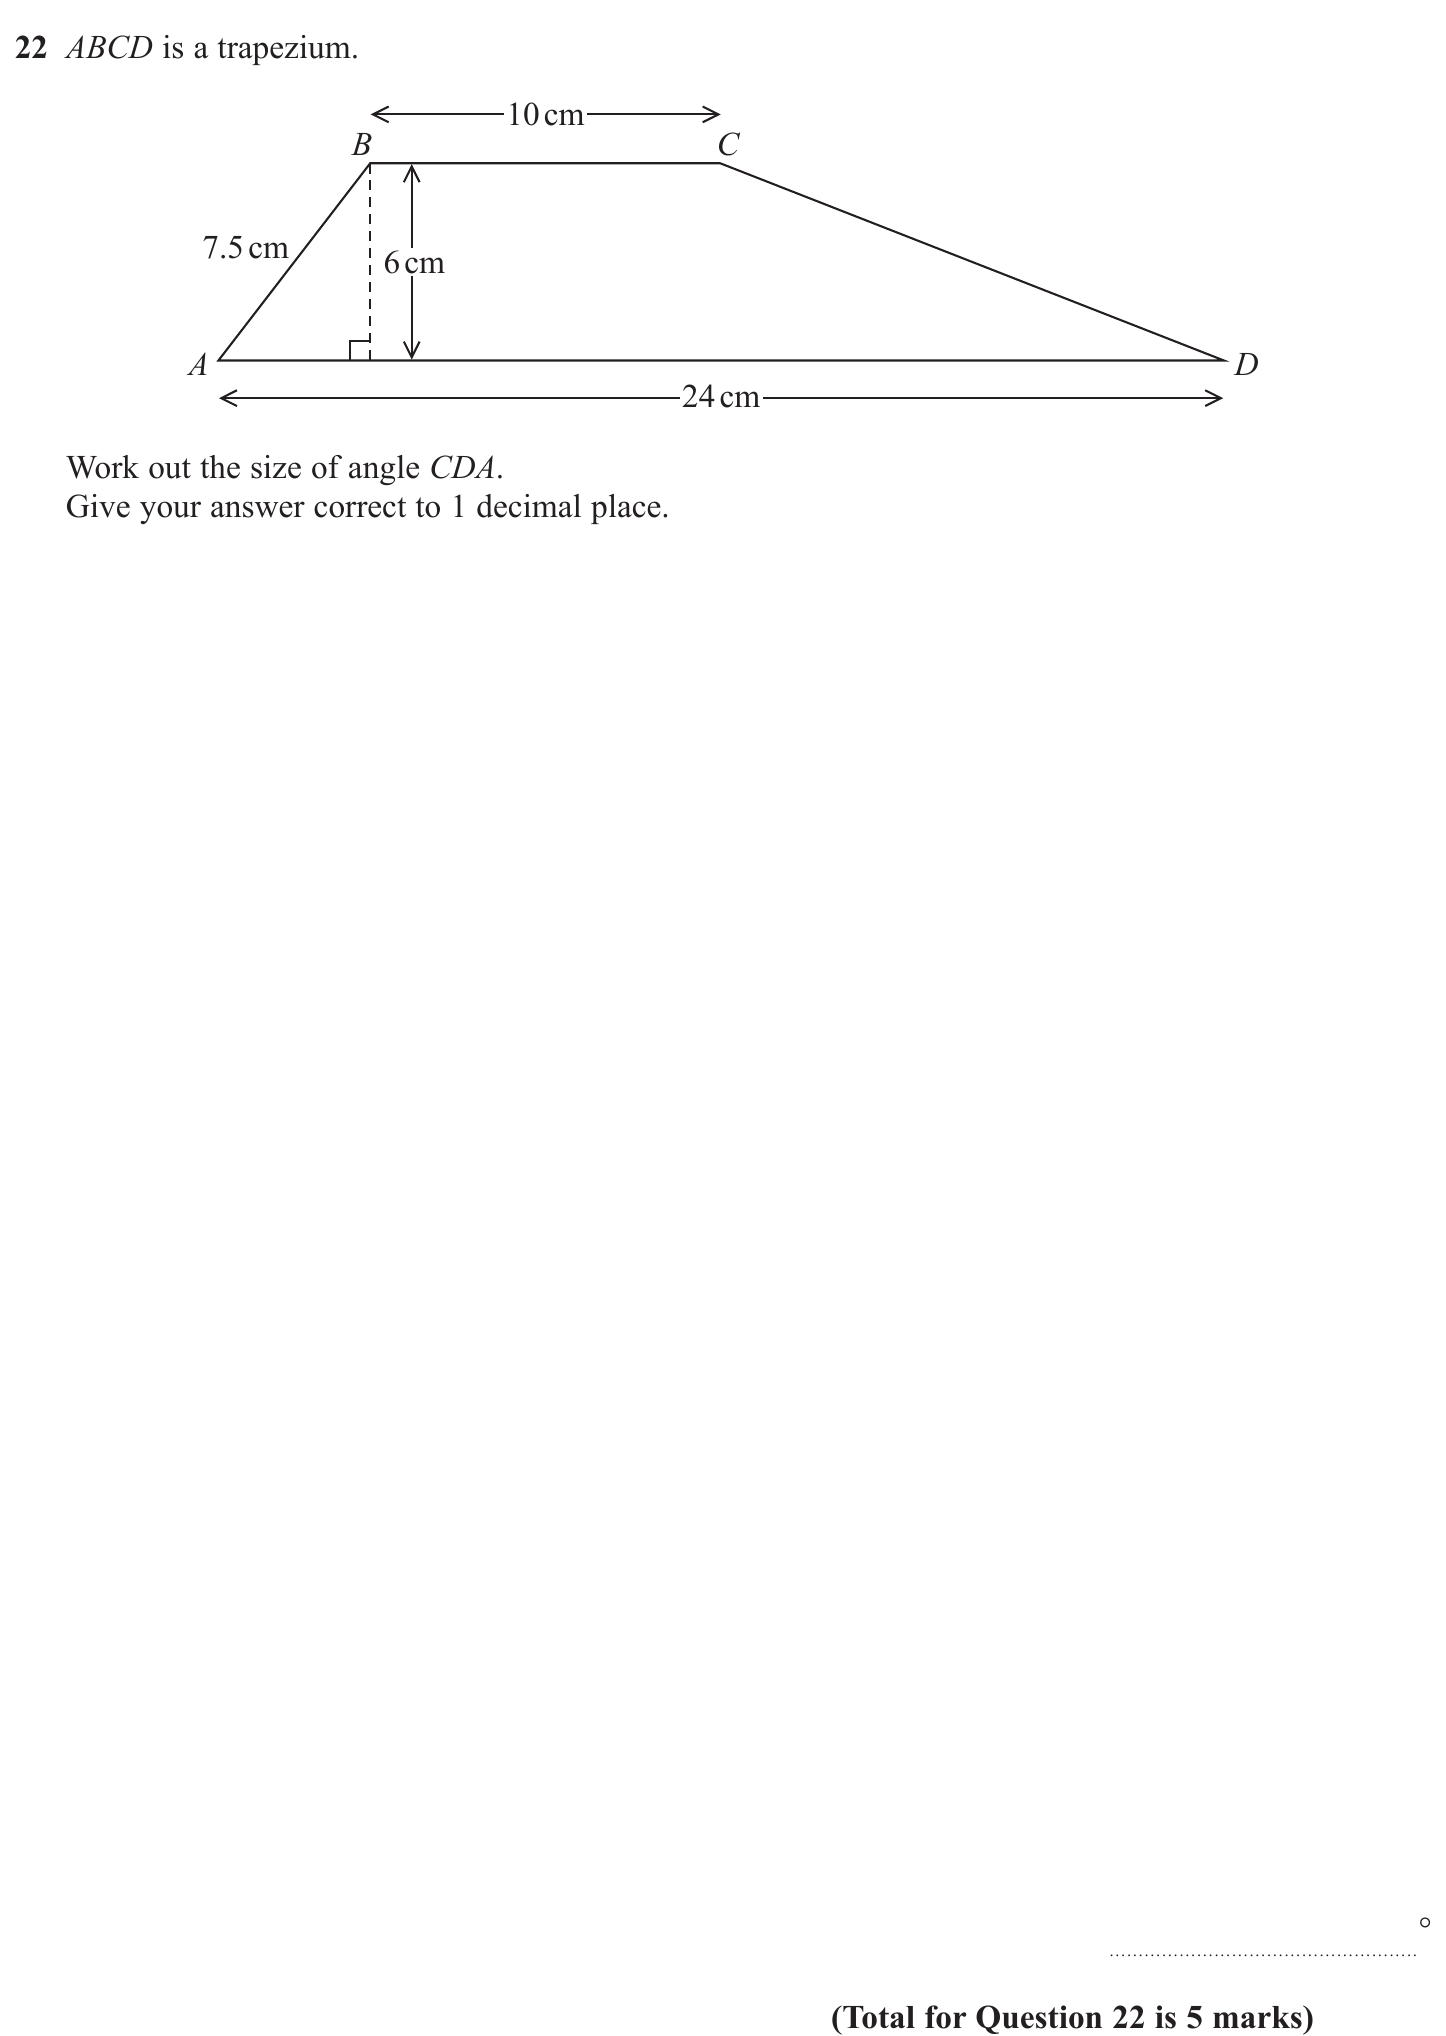 22 ABCD is a trapezium.
10 cm
B C
7.5 cm
6 cm
A D
24 cm
Work out the size of angle CDA.
Give your answer correct to 1 decimal place.
°
(Total for Question 22 is 5 marks)